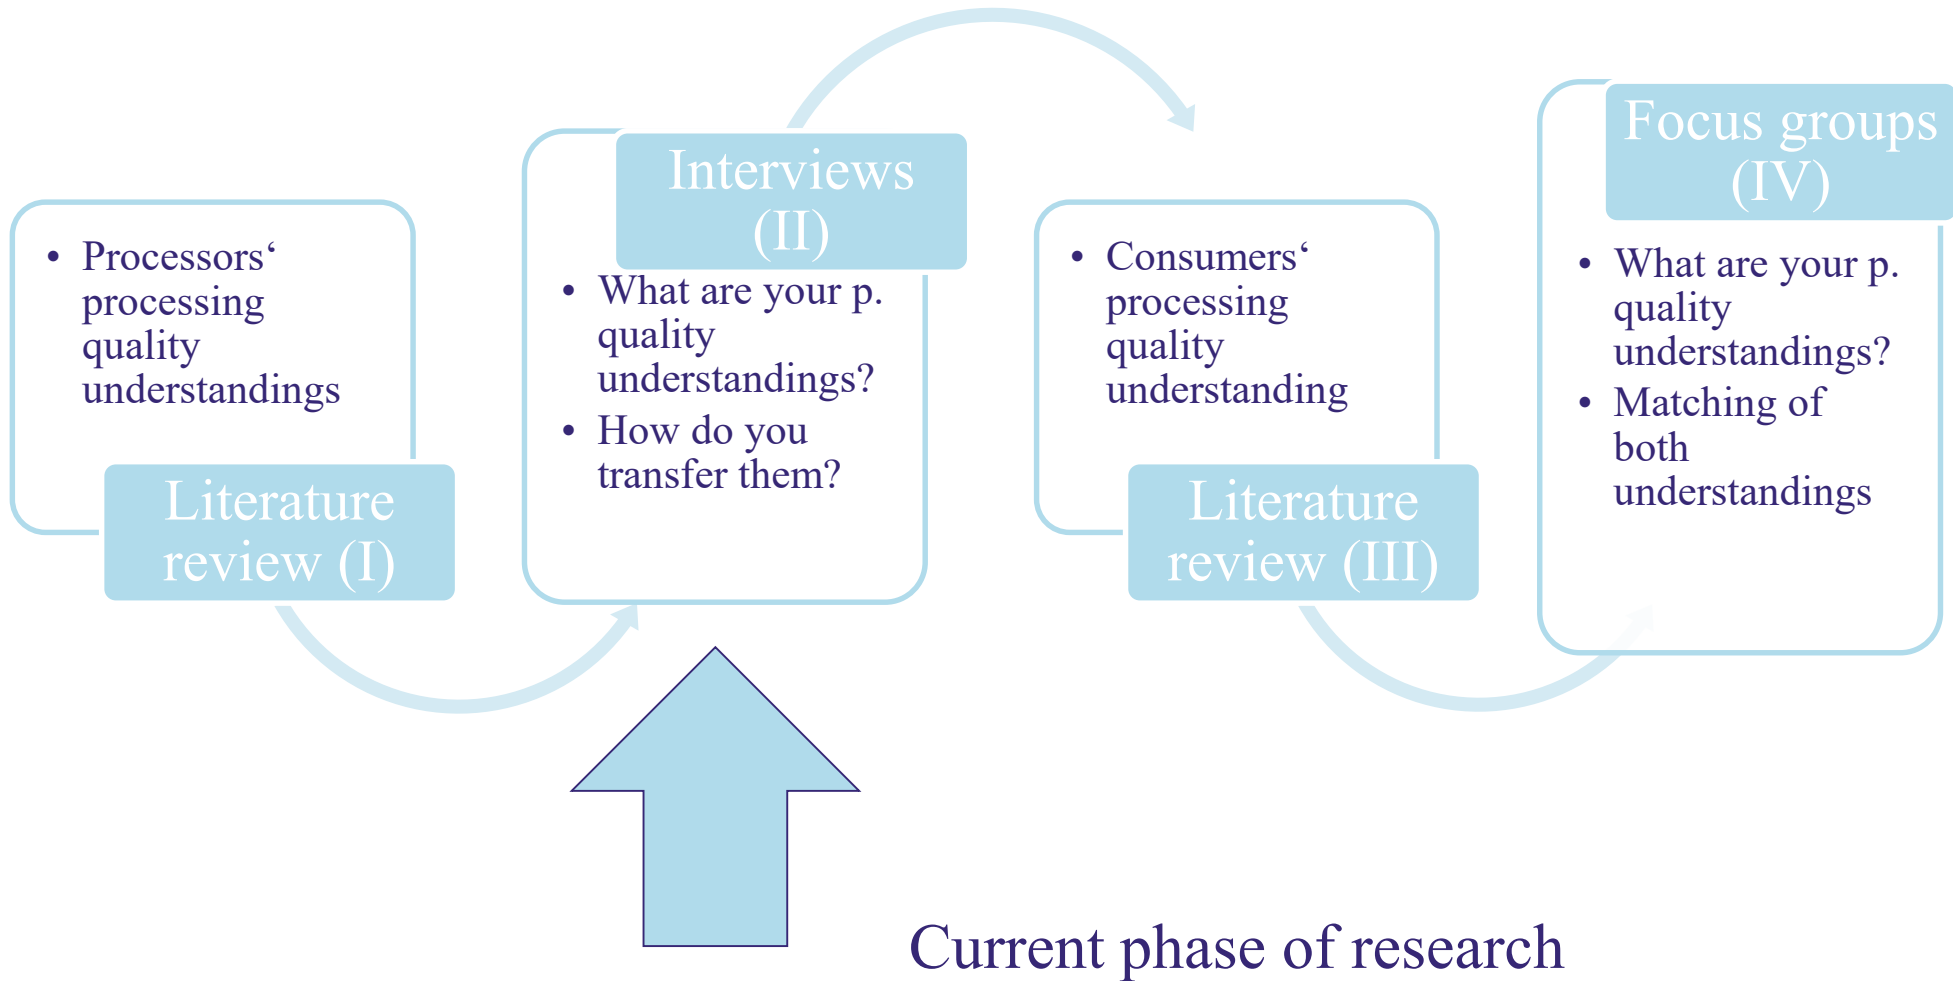 • Processors‘
processing
quality
understandings
Literature
review (I)
Interviews
(II)
• What are your p.
quality
understandings?
• How do you
transfer them?
• Consumers‘
processing
quality
understanding
Literature
review (III)
Focus groups
(IV)
• What are your p.
quality
understandings?
• Matching of
both
understandings
Current phase of research